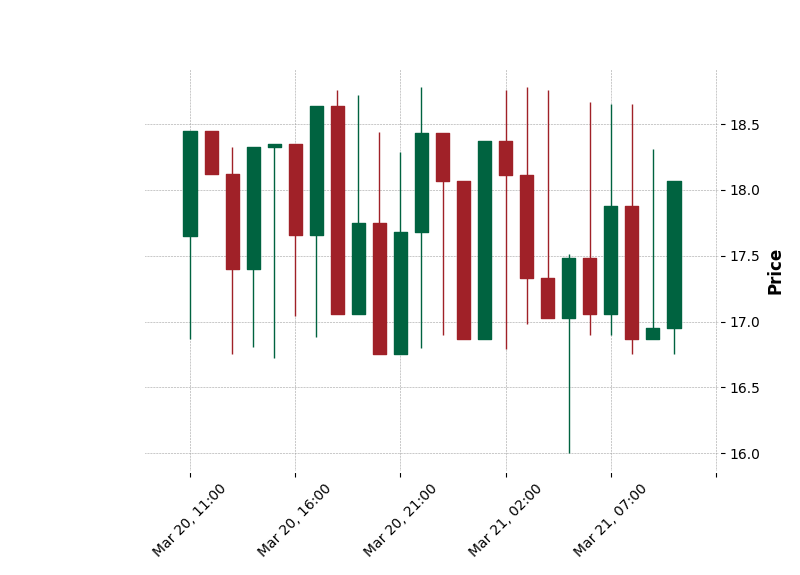 18.5
18.0
17.5
17.0
16.5
16.0
Price
Mar 20, 11:00
Mar 20, 16:00
Mar 20, 21:00
Mar 21, 02:00
Mar 21, 07:00